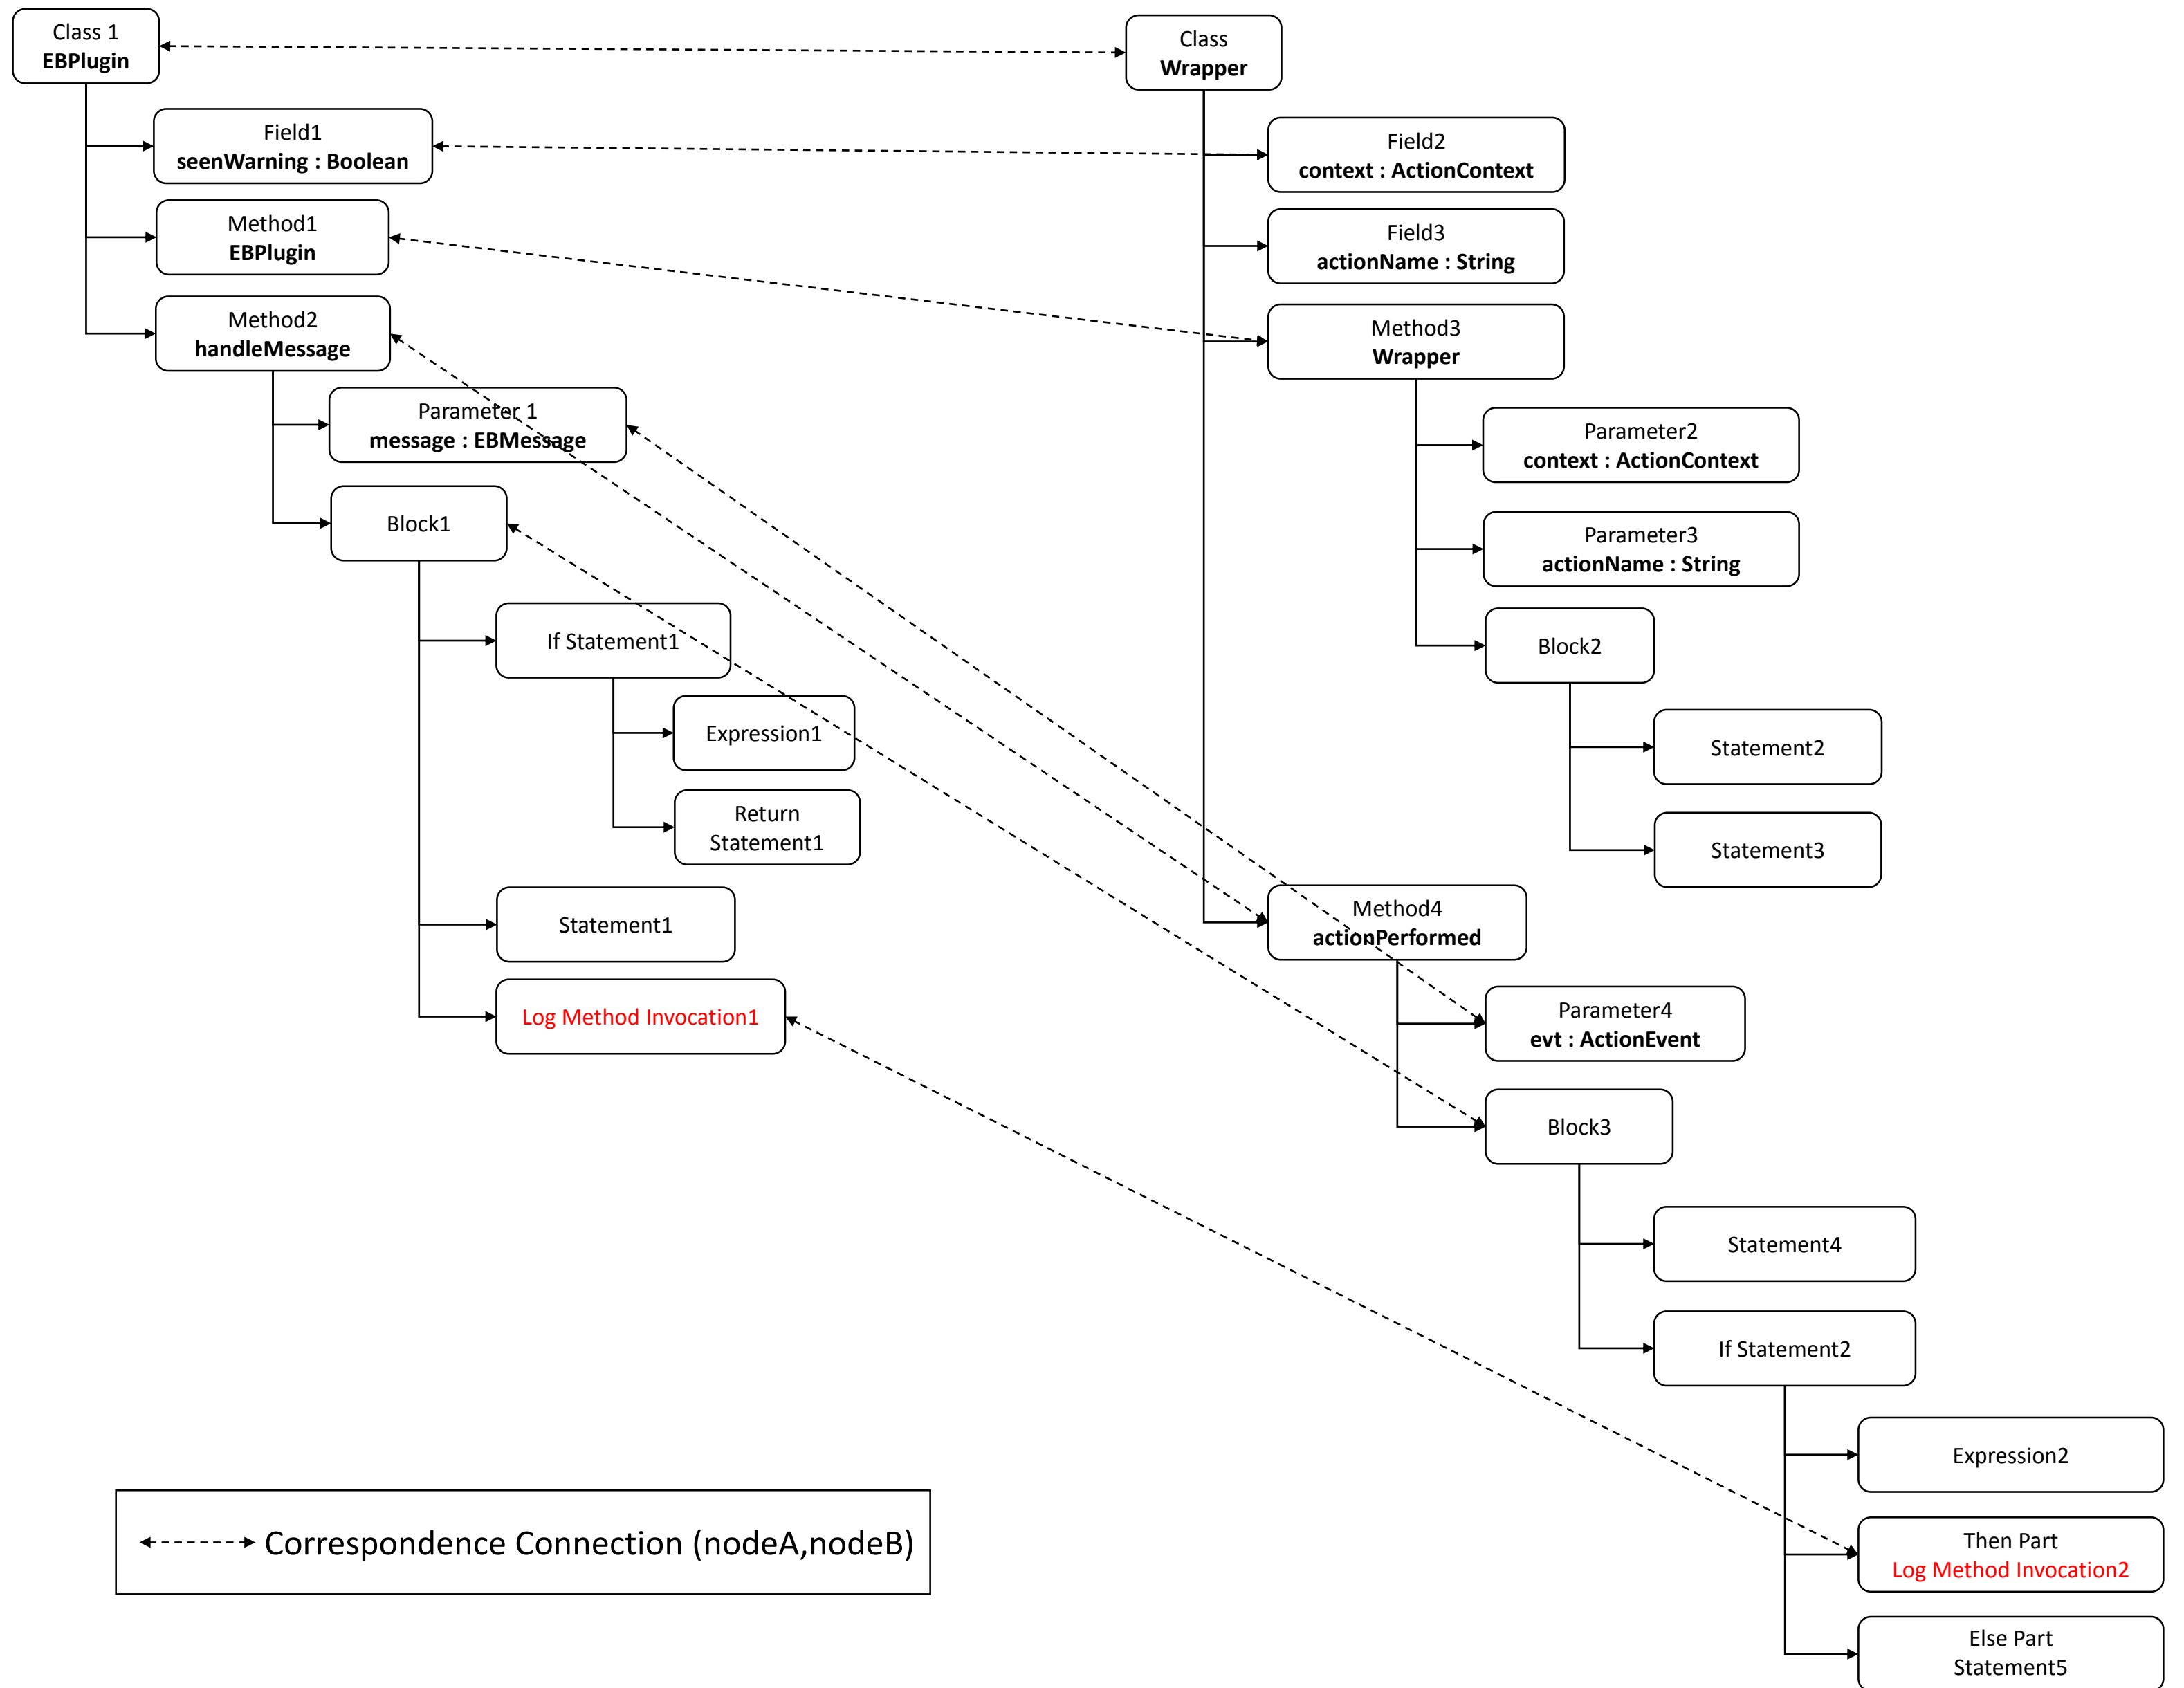 Class 1
EBPlugin
Field1
seenWarning : Boolean
Method1
EBPlugin
Method2
handleMessage
Parameter 1
message : EBMessage
Block1
If Statement1
Expression1
Return
Statement1
Statement1
Log Method Invocation1
Class
Wrapper
Field2
context : ActionContext
Field3
actionName : String
Method3
Wrapper
Parameter2
context : ActionContext
Parameter3
actionName : String
Block2
Statement2
Statement3
Method4
actionPerformed
Parameter4
evt : ActionEvent
Block3
Statement4
If Statement2
Expression2
Then Part
Log Method Invocation2
Else Part
Statement5
Correspondence Connection (nodeA,nodeB)